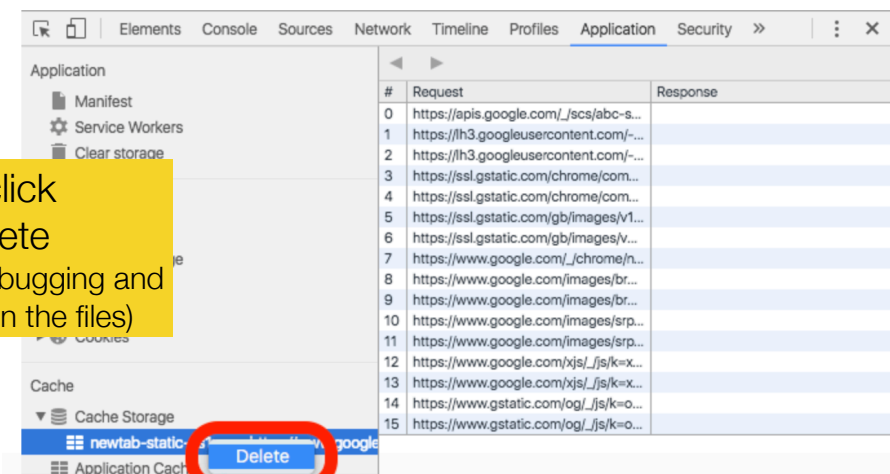 Elements Console Sources Network Timeline Profiles Application Security »
Application
Manifest
Service Workers
Clear storage
click
ete
bugging and
n the files)
Cookies
Cache
Cache Storage
newtab-static-
Delete
Application Cach
# Request Response
0 https://apis.google.com/_/scs/abc-s...
1 https://lh3.googleusercontent.com/-...
2 https://lh3.googleusercontent.com/-...
3 https://ssl.gstatic.com/chrome/com...
4 https://ssl.gstatic.com/chrome/com...
5 https://ssl.gstatic.com/gb/images/v1...
6 https://ssl.gstatic.com/gb/images/v...
7 https://www.google.com/_/chrome/n...
8 https://www.google.com/images/br...
9 https://www.google.com/images/br...
10 https://www.google.com/images/srp...
11 https://www.google.com/images/srp...
12 https://www.google.com/xjs/_/js/k=x...
13 https://www.google.com/xjs/_/js/k=x...
14 https://www.gstatic.com/og/_/js/k=o...
15 https://www.gstatic.com/og/_/js/k=o...